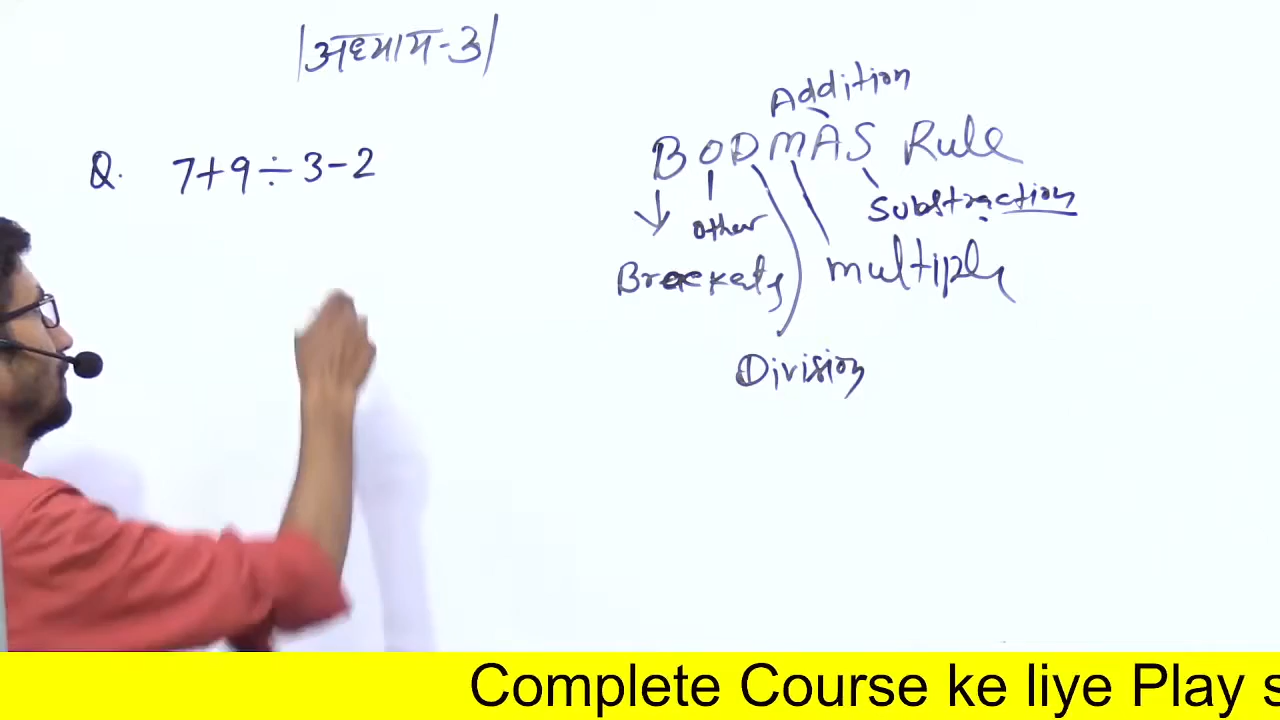 |अध्याय-3|
Q. 7+9÷3-2
Addition
BODMAS Rule
Substraction
Other
Brackets
multiply
Division
Complete Course ke liye Play s